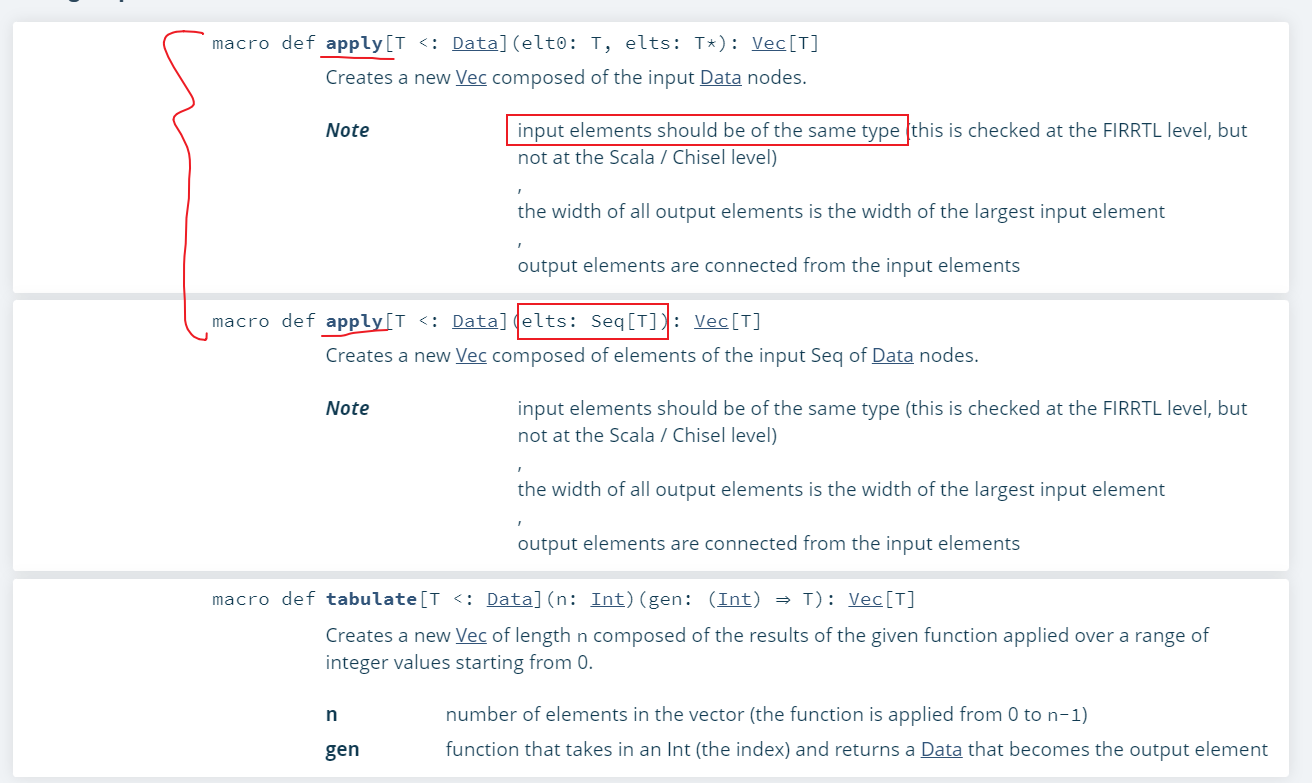 macro def apply[T <: Data](elt0: T, elts: T*): Vec[T]
Creates a new Vec composed of the input Data nodes.
Note input elements should be of the same type (this is checked at the FIRRTL level, but
not at the Scala / Chisel level)
,
the width of all output elements is the width of the largest input element
,
output elements are connected from the input elements
macro def apply[T <: Data](elts: Seq[T]): Vec[T]
Creates a new Vec composed of elements of the input Seq of Data nodes.
Note input elements should be of the same type (this is checked at the FIRRTL level, but
not at the Scala / Chisel level)
,
the width of all output elements is the width of the largest input element
,
output elements are connected from the input elements
macro def tabulate[T <: Data](n: Int)(gen: (Int) ⇒ T): Vec[T]
Creates a new Vec of length n composed of the results of the given function applied over a range of
integer values starting from 0.
n number of elements in the vector (the function is applied from 0 to n-1)
gen function that takes in an Int (the index) and returns a Data that becomes the output element